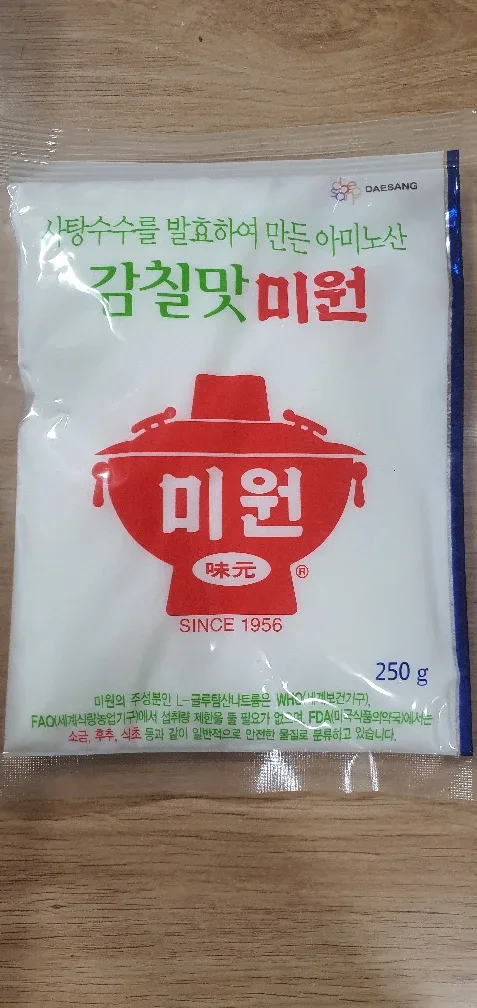 DAESANG
사탕수수를 발효하여 만든 아미노산
감칠맛 미원
미원
味元 ®
SINCE 1956
250 g
미원의 주성분인 L-글루탐산나트륨은 WHO(세계보건기구),
FAO(세계식량농업기구)에서 섭취량 제한을 둘 필요가 없으며, FDA(미국식품의약국)에서는
소금, 후추, 식초 등과 같이 일반적으로 안전한 물질로 분류하고 있습니다.